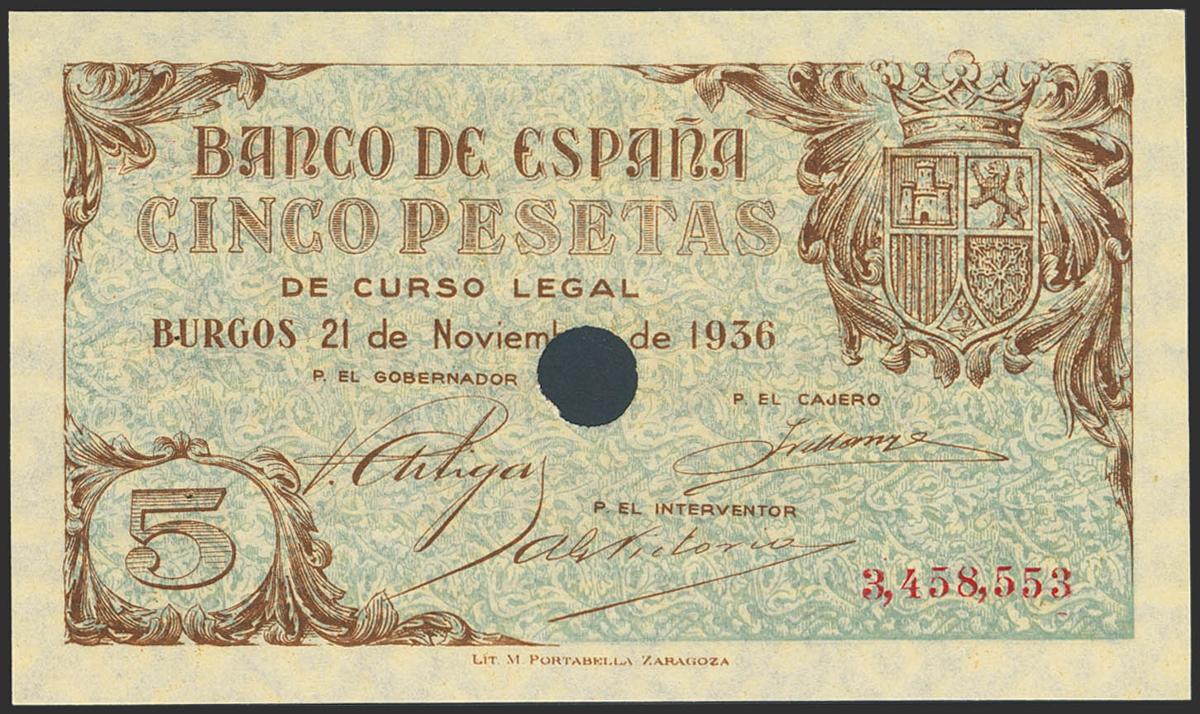 BANCO DE ESPAÑA
CINCO PESETAS
DE CURSO LEGAL
BURGOS 21 de Noviem de 1936
P. EL GOBERNADOR
P. EL CAJERO
V. Artigas
P. EL INTERVENTOR
5
3,458,553
LIT. M. PORTABELLA ZARAGOZA